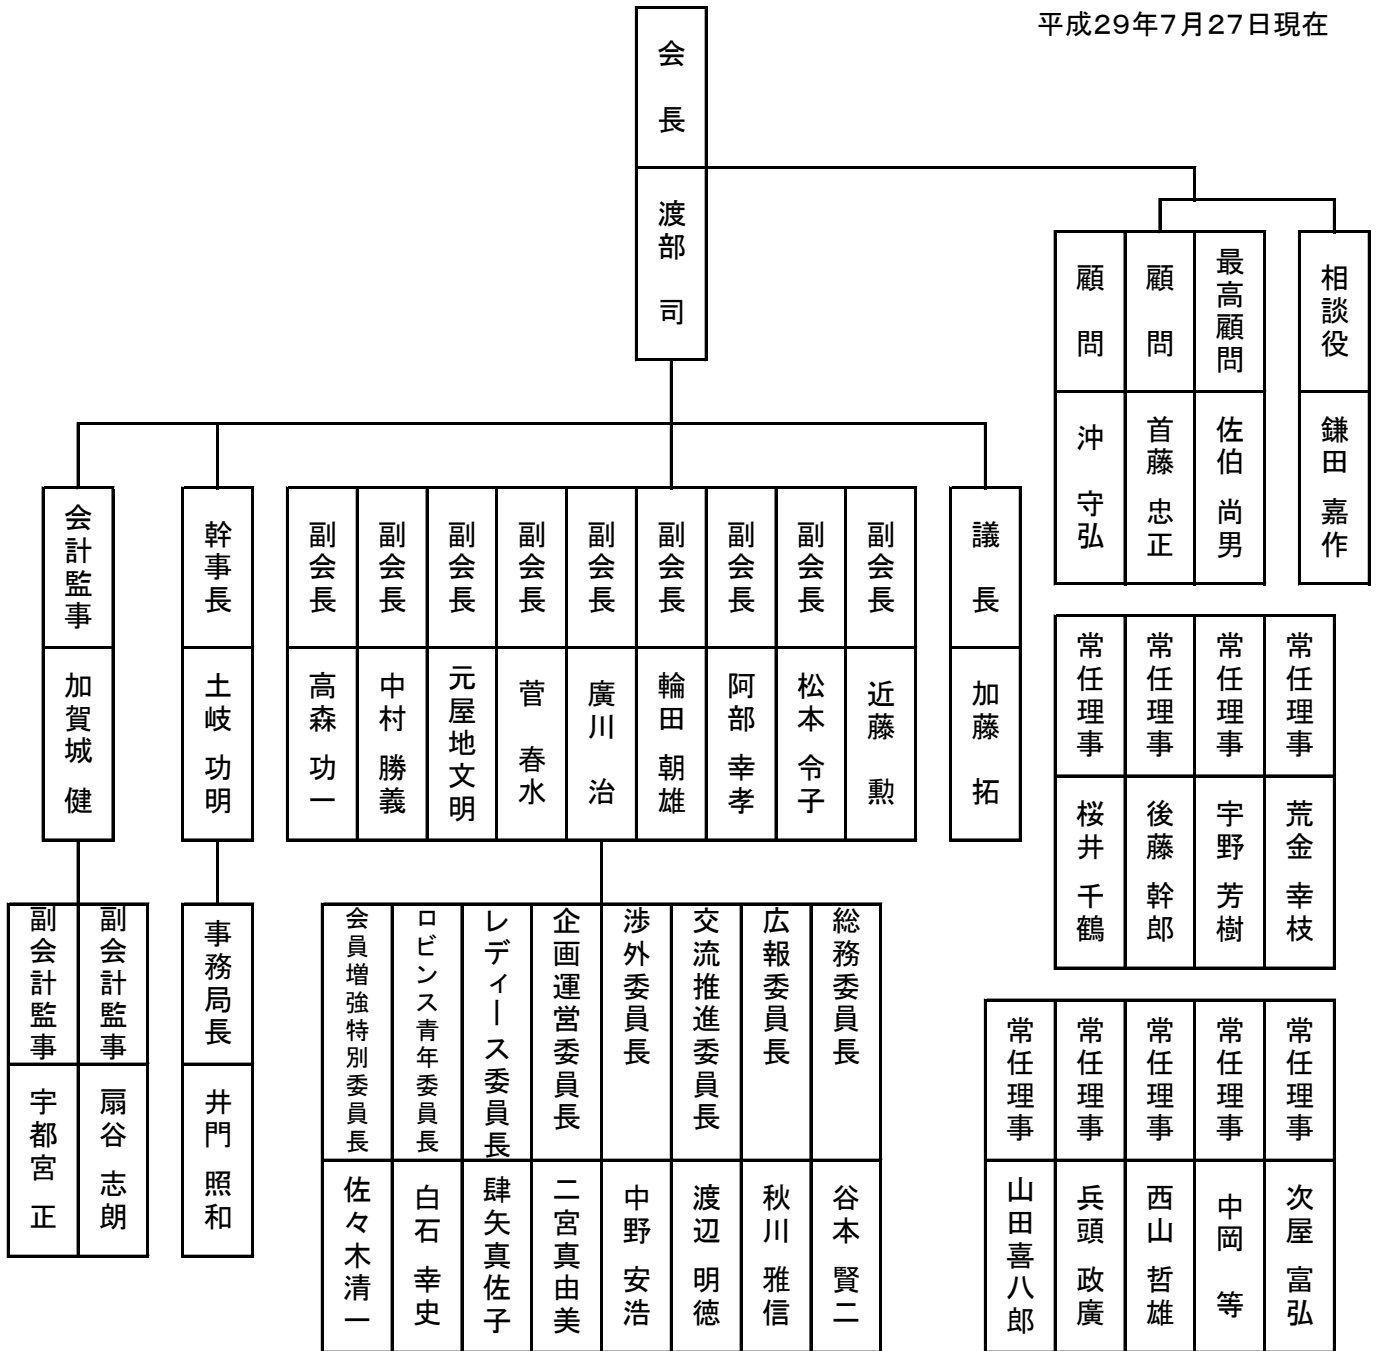 平成29年7月27日現在
会長
渡部 司
相談役
鎌田 嘉作
最高顧問
佐伯 尚男
顧問
首藤 忠正
顧問
沖 守弘
議長
加藤 拓
副会長
近藤 勲
副会長
松本 令子
副会長
阿部 幸孝
副会長
輪田 朝雄
副会長
廣川 治
副会長
菅 春水
副会長
元屋地文明
副会長
中村 勝義
副会長
高森 功一
幹事長
土岐 功明
会計監事
加賀城 健
常任理事
荒金 幸枝
常任理事
宇野 芳樹
常任理事
後藤 幹郎
常任理事
桜井 千鶴
総務委員長
谷本 賢二
広報委員長
秋川 雅信
交流推進委員長
渡辺 明徳
渉外委員長
中野 安浩
企画運営委員長
二宮真由美
レディース委員長
肆矢真佐子
ロビンス青年委員長
白石 幸史
会員増強特別委員長
佐々木清一
事務局長
井門 照和
副会計監事
扇谷 志朗
副会計監事
宇都宮 正
常任理事
次屋 富弘
常任理事
中岡 等
常任理事
西山 哲雄
常任理事
兵頭 政廣
常任理事
山田喜八郎